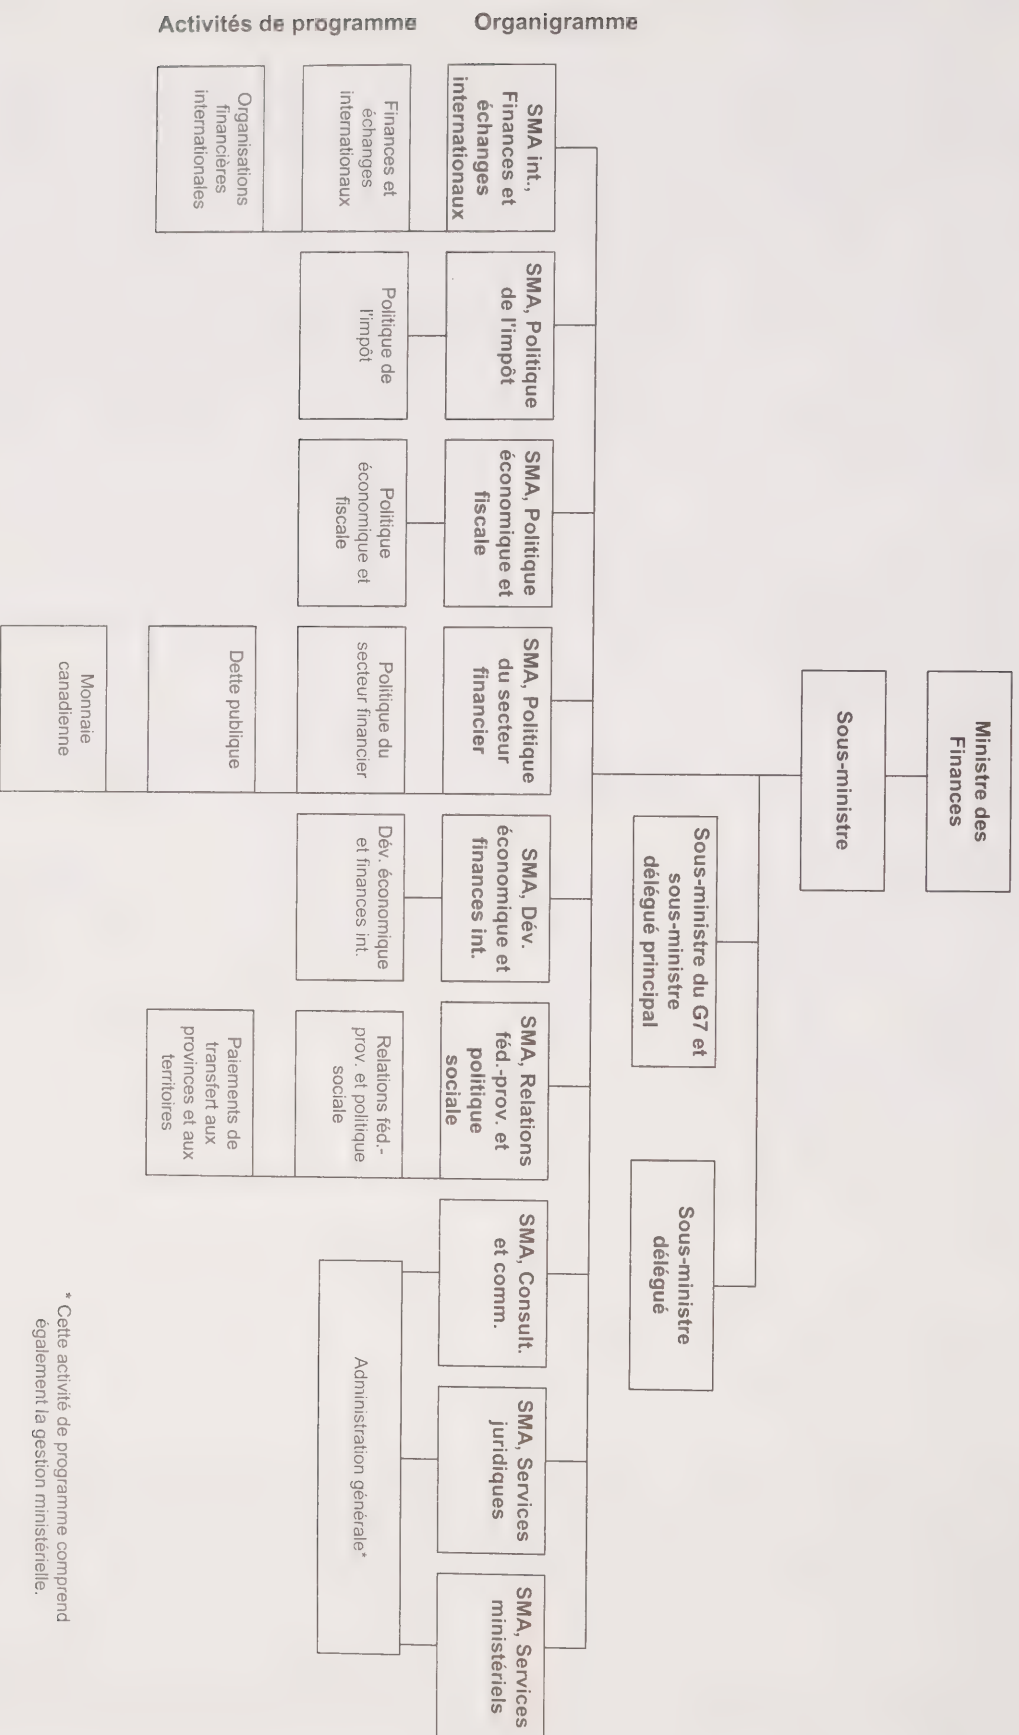 Organigramme
Ministre des
Finances
Sous-ministre
Sous-ministre du G7 et
sous-ministre
délégué principal
Sous-ministre
délégué
SMA int.,
Finances et
échanges
internationaux
SMA, Politique
de l'impôt
SMA, Politique
économique et
fiscale
SMA, Politique
du secteur
financier
SMA, Dév.
économique et
finances int.
SMA, Relations
féd.-prov. et
politique
sociale
SMA, Consult.
et comm.
SMA, Services
juridiques
SMA, Services
ministériels
Activités de programme
Finances et
échanges
internationaux
Politique de
l'impôt
Politique
économique et
fiscale
Politique du
secteur financier
Dév. économique
et finances int.
Relations féd.-
prov. et politique
sociale
Administration générale*
Organisations
financières
internationales
Dette publique
Paiements de
transfert aux
provinces et aux
territoires
Monnaie
canadienne
* Cette activité de programme comprend
également la gestion ministérielle.